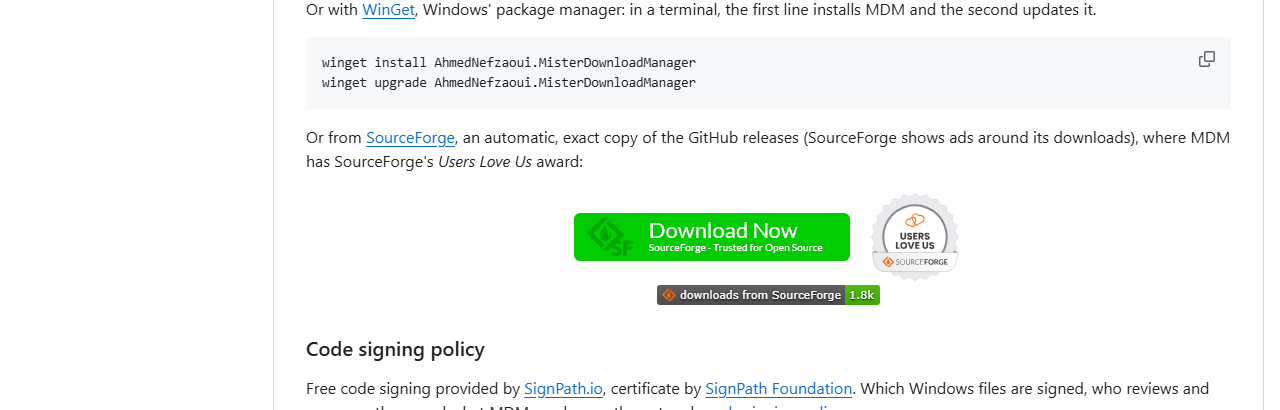 Or with WinGet, Windows' package manager: in a terminal, the first line installs MDM and the second updates it.
winget install AhmedNefzaoui.MisterDownloadManager
winget upgrade AhmedNefzaoui.MisterDownloadManager
Or from SourceForge, an automatic, exact copy of the GitHub releases (SourceForge shows ads around its downloads), where MDM
has SourceForge's Users Love Us award:
SF
Download Now
SourceForge - Trusted for Open Source
USERS
LOVE US
SOURCEFORGE
downloads from SourceForge 1.8k
Code signing policy
Free code signing provided by SignPath.io, certificate by SignPath Foundation. Which Windows files are signed, who reviews and